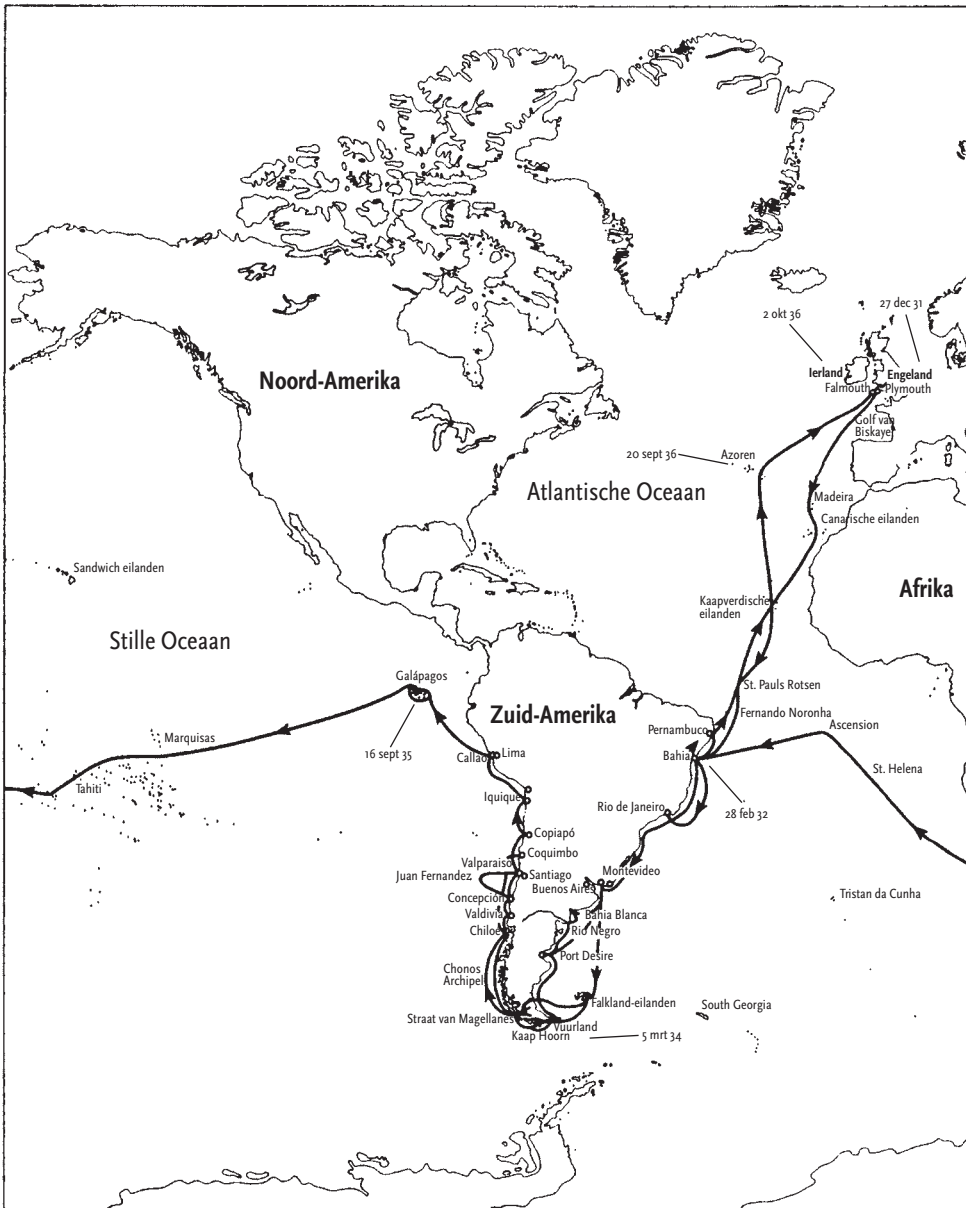 27 dec 31
2 okt 36
Noord-Amerika
Ierland
Engeland
Falmouth
Plymouth
Golf van
Biskaye
20 sept 36
Azoren
Atlantische Oceaan
Madeira
Canarische eilanden
Sandwich eilanden
Afrika
Kaapverdische
eilanden
Stille Oceaan
Galápagos
St. Pauls Rotsen
Zuid-Amerika
Fernando Noronha
Marquisas
Pernambuco
Ascension
16 sept 35
Callao
Lima
Bahia
St. Helena
Tahiti
Iquique
Rio de Janeiro
28 feb 32
Copiapó
Coquimbo
Valparaiso
Juan Fernandez
Santiago
Montevideo
Buenos Aires
Concepción
Tristan da Cunha
Valdivia
Bahia Blanca
Chiloé
Rio Negro
Port Desire
Chonos
Archipel
Falkland-eilanden
South Georgia
Straat van Magellanes
Vuurland
Kaap Hoorn
5 mrt 34